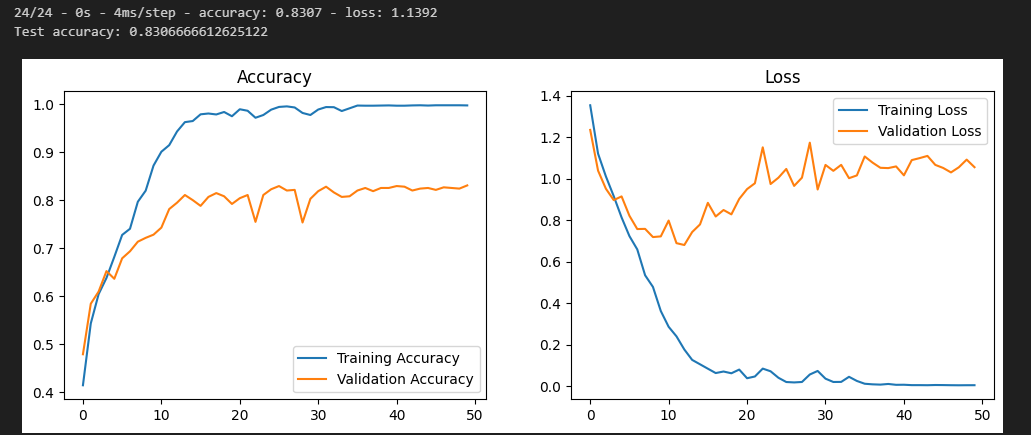 24/24 - 0s - 4ms/step - accuracy: 0.8307 - loss: 1.1392
Test accuracy: 0.8306666612625122
Accuracy
1.0
0.9
0.8
0.7
0.6
0.5
0.4
Training Accuracy
Validation Accuracy
0 10 20 30 40 50
Loss
1.4
1.2
1.0
0.8
0.6
0.4
0.2
0.0
Training Loss
Validation Loss
0 10 20 30 40 50